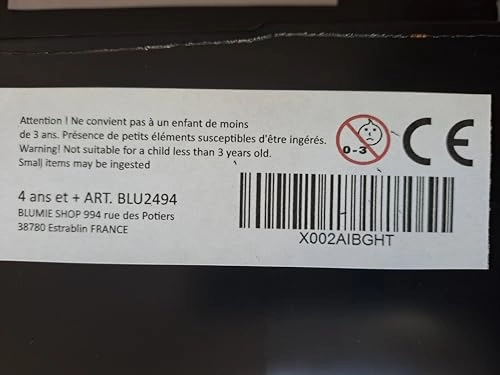 Attention ! Ne convient pas à un enfant de moins
de 3 ans. Présence de petits éléments susceptibles d'être ingérés.
Warning! Not suitable for a child less than 3 years old.
Small items may be ingested
0-3
CE
4 ans et + ART. BLU2494
BLUMIE SHOP 994 rue des Potiers
38780 Estrablin FRANCE
X002AIBGHT